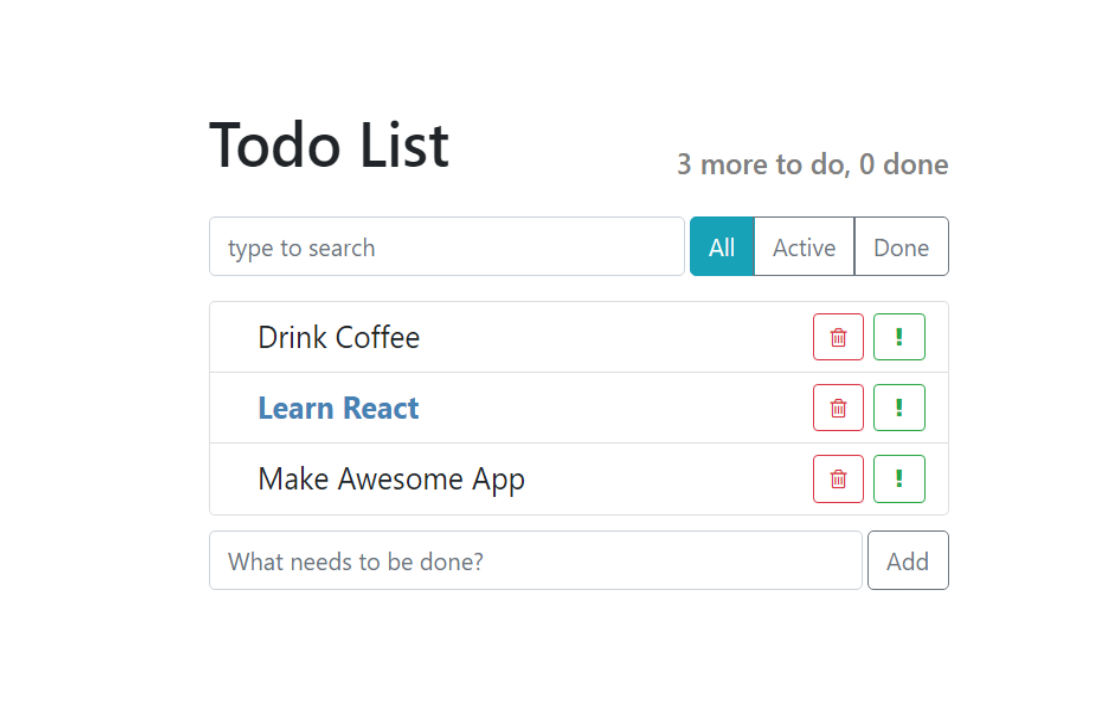 Todo List
3 more to do, 0 done
type to search
All Active Done
Drink Coffee
!
Learn React
!
Make Awesome App
!
What needs to be done?
Add